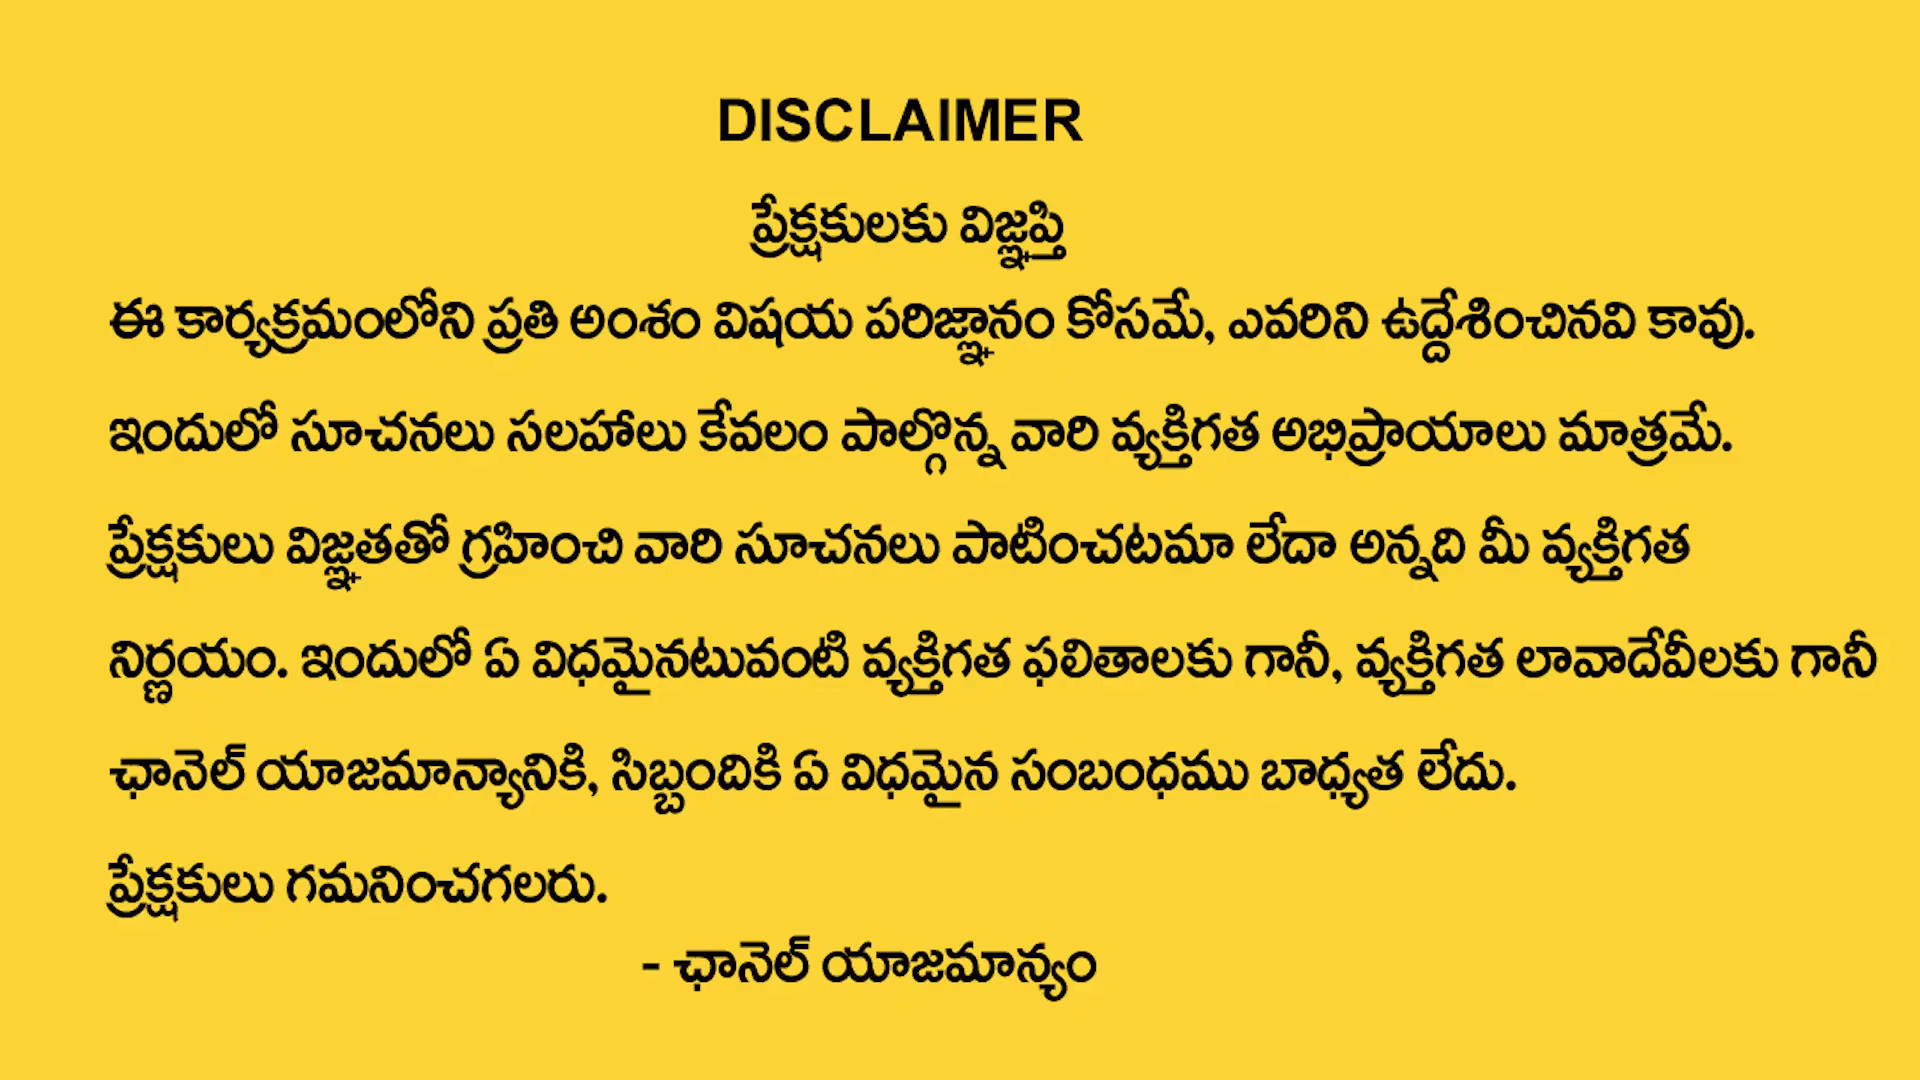 DISCLAIMER
ప్రేక్షకులకు విజ్ఞప్తి
ఈ కార్యక్రమంలోని ప్రతి అంశం విషయ పరిజ్ఞానం కోసమే, ఎవరిని ఉద్దేశించినవి కావు.
ఇందులో సూచనలు సలహాలు కేవలం పాల్గొన్న వారి వ్యక్తిగత అభిప్రాయాలు మాత్రమే.
ప్రేక్షకులు విజ్ఞతతో గ్రహించి వారి సూచనలు పాటించటమా లేదా అన్నది మీ వ్యక్తిగత
నిర్ణయం. ఇందులో ఏ విధమైనటువంటి వ్యక్తిగత ఫలితాలకు గానీ, వ్యక్తిగత లావాదేవీలకు గానీ
ఛానెల్ యాజమాన్యానికి, సిబ్బందికి ఏ విధమైన సంబంధము బాధ్యత లేదు.
ప్రేక్షకులు గమనించగలరు.
- ఛానెల్ యాజమాన్యం